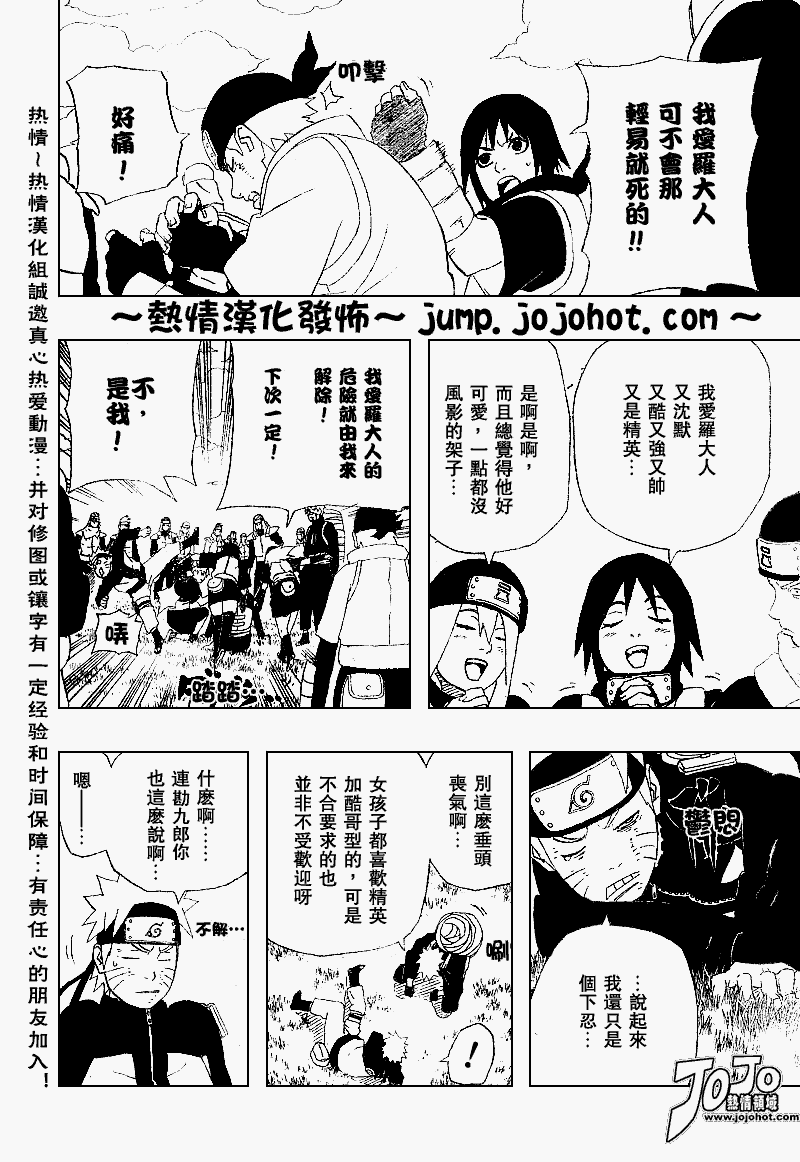 我愛羅大人
可不會那
輕易就死的!!
叩擊
好痛！
～熱情漢化發怖～ jump.jojohot.com ～
我愛羅大人
又沈默
又酷又強又帥
又是精英…
是啊是啊，
而且總覺得他好
可愛，一點都沒
風影的架子…
我愛羅大人的
危險就由我來
解除！
下次一定！
不，
是我！
咦
踏踏……
鬱悶
…說起來
我還只是
個下忍…
別這麽垂頭
喪氣啊…
女孩子都喜歡精英
加酷哥型的，可是
不合要求的也
並非不受歡迎呀
唰
！
什麽啊……
連勘九郎你
也這麽說啊…
嗯——
不解…
热情～热情漢化組誠邀真心热爱動漫…并对修图或镶字有一定经验和时间保障…有责任心的朋友加入！
JOJO
熱情領域
www.jojohot.com